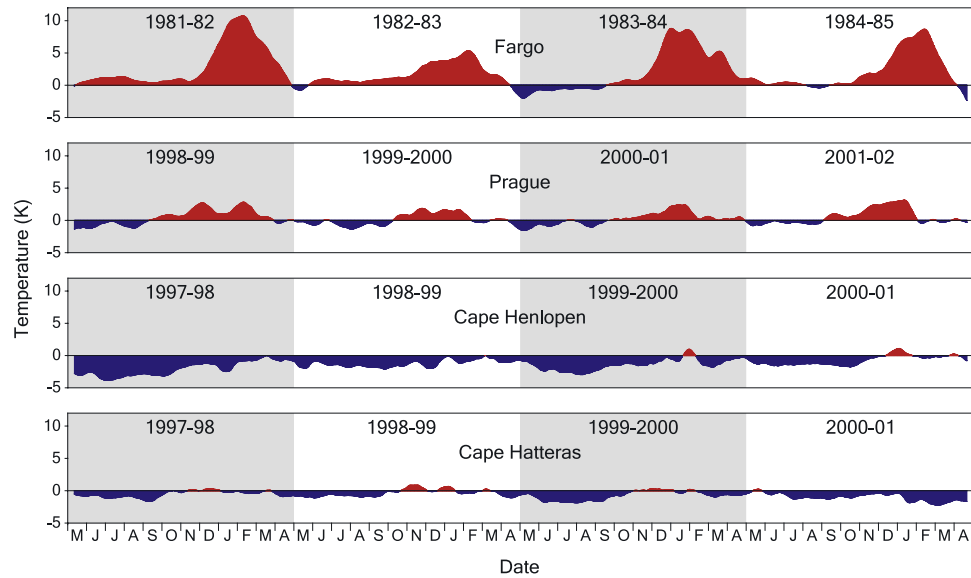 1981-82 1982-83 1983-84 1984-85
Fargo
10
5
0
-5
1998-99 1999-2000 2000-01 2001-02
Prague
10
5
0
-5
1997-98 1998-99 1999-2000 2000-01
Cape Henlopen
10
5
0
-5
1997-98 1998-99 1999-2000 2000-01
Cape Hatteras
10
5
0
-5
Temperature (K)
M J J A S O N D J F M A M J J A S O N D J F M A M J J A S O N D J F M A M J J A S O N D J F M A
Date